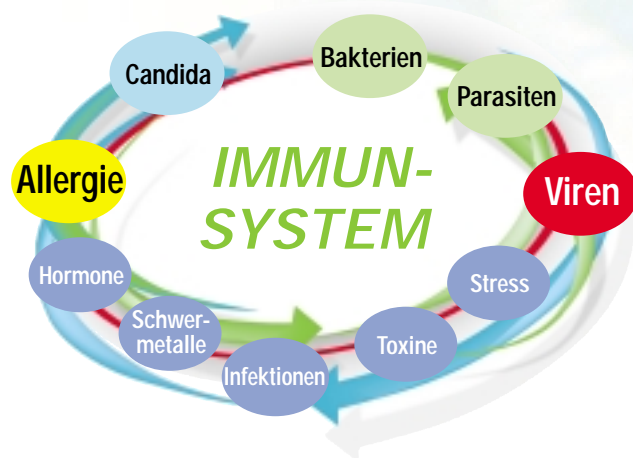 Candida
Bakterien
Parasiten
Allergie
IMMUN-
SYSTEM
Viren
Hormone
Stress
Schwer-
metalle
Toxine
Infektionen